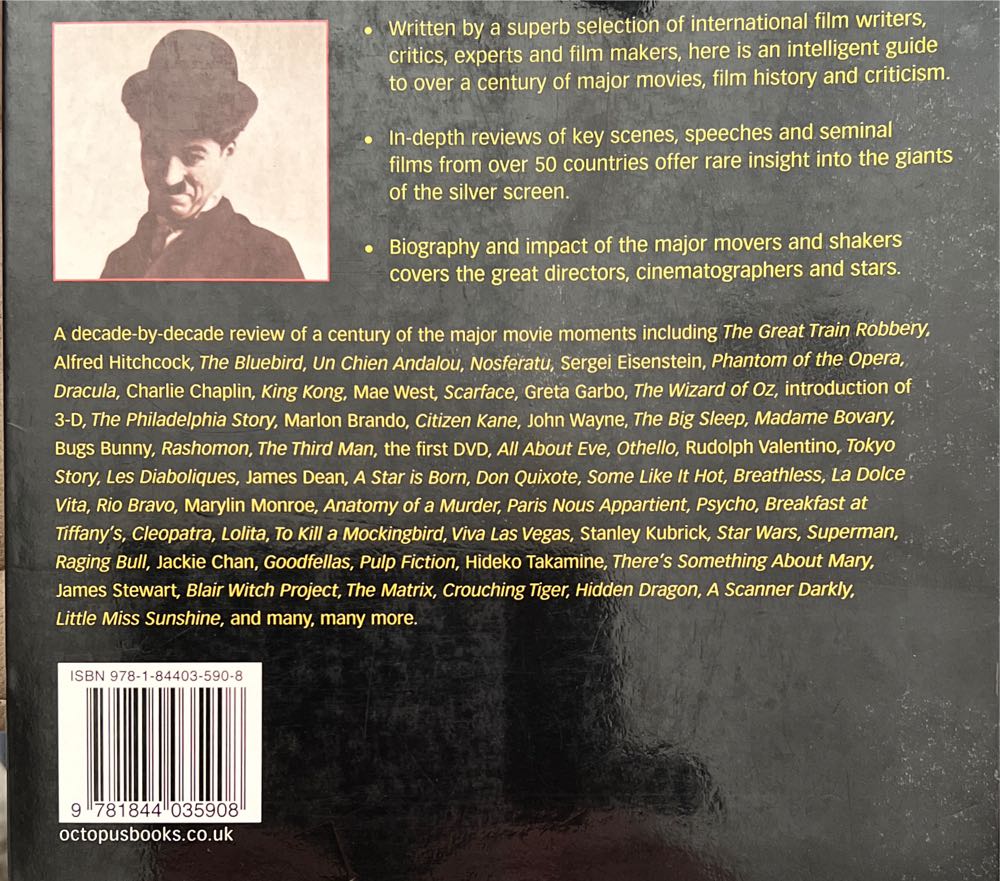 • Written by a superb selection of international film writers,
critics, experts and film makers, here is an intelligent guide
to over a century of major movies, film history and criticism.
• In-depth reviews of key scenes, speeches and seminal
films from over 50 countries offer rare insight into the giants
of the silver screen.
• Biography and impact of the major movers and shakers
covers the great directors, cinematographers and stars.
A decade-by-decade review of a century of the major movie moments including The Great Train Robbery,
Alfred Hitchcock, The Bluebird, Un Chien Andalou, Nosferatu, Sergei Eisenstein, Phantom of the Opera,
Dracula, Charlie Chaplin, King Kong, Mae West, Scarface, Greta Garbo, The Wizard of Oz, introduction of
3-D, The Philadelphia Story, Marlon Brando, Citizen Kane, John Wayne, The Big Sleep, Madame Bovary,
Bugs Bunny, Rashomon, The Third Man, the first DVD, All About Eve, Othello, Rudolph Valentino, Tokyo
Story, Les Diaboliques, James Dean, A Star is Born, Don Quixote, Some Like It Hot, Breathless, La Dolce
Vita, Rio Bravo, Marylin Monroe, Anatomy of a Murder, Paris Nous Appartient, Psycho, Breakfast at
Tiffany's, Cleopatra, Lolita, To Kill a Mockingbird, Viva Las Vegas, Stanley Kubrick, Star Wars, Superman,
Raging Bull, Jackie Chan, Goodfellas, Pulp Fiction, Hideko Takamine, There's Something About Mary,
James Stewart, Blair Witch Project, The Matrix, Crouching Tiger, Hidden Dragon, A Scanner Darkly,
Little Miss Sunshine, and many, many more.
ISBN 978-1-84403-590-8
9 781844 035908
octopusbooks.co.uk